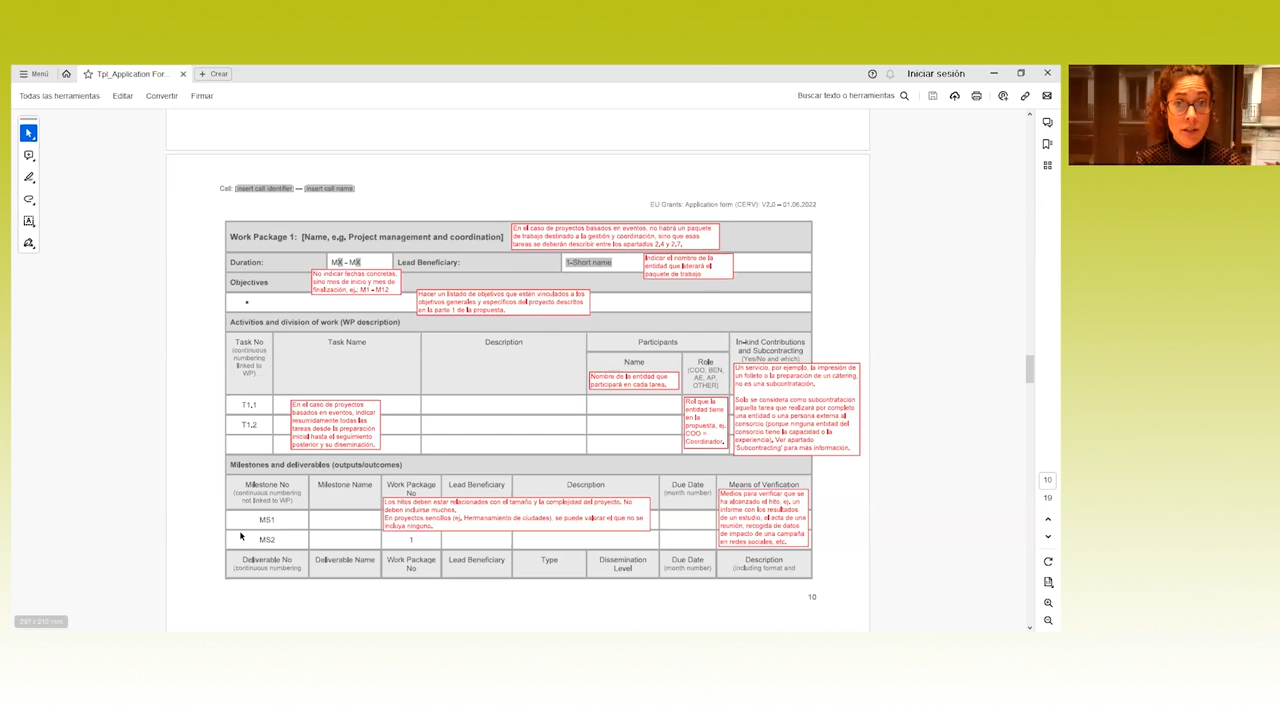 Menú
Tpl_Application For...
Crear
Iniciar sesión
Todas las herramientas
Editar
Convertir
Firmar
Buscar texto o herramientas
Call: [insert call identifier] — [insert call name]
EU Grants: Application form (CERV): V2.0 – 01.06.2022
Work Package 1: [Name, e.g. Project management and coordination]
En el caso de proyectos basados en eventos, no habrá un paquete
de trabajo destinado a la gestión y coordinación, sino que esas
tareas se deberán describir entre los apartados 2.4 y 2.7.
Duration:
MX - MX
Lead Beneficiary:
1-Short name
Indicar el nombre de la
entidad que liderará el
paquete de trabajo
No indicar fechas concretas,
sino mes de inicio y mes de
finalización, ej. M1 – M12
Objectives
Hacer un listado de objetivos que están vinculados a los
objetivos generales y específicos del proyecto descritos
en la parte 1 de la propuesta.
Activities and division of work (WP description)
Task No
(continuous
numbering
linked to
WP)
Task Name
Description
Participants
In-kind Contributions
and Subcontracting
(Yes/No and which)
Name
Role
(COO, BEN,
AE, AP,
OTHER)
Nombre de la entidad que
participará en cada tarea.
Un servicio, por ejemplo, la impresión de
un folleto o la preparación de un cátering,
no es una subcontratación.
Solo se considera como subcontratación
aquella tarea que realizará por completo
una entidad o una persona externa al
consorcio (porque ninguna entidad del
consorcio tiene la capacidad o la
experiencia). Ver apartado
'Subcontracting' para más información.
T1.1
T1.2
En el caso de proyectos
basados en eventos, indicar
resumidamente todas las
tareas desde la preparación
inicial hasta el seguimiento
posterior y su diseminación.
Rol que la
entidad tiene
en la
propuesta, ej.
COO =
Coordinador.
Milestones and deliverables (outputs/outcomes)
Milestone No
(continuous numbering
not linked to WP)
Milestone Name
Work Package
No
Lead Beneficiary
Description
Due Date
(month number)
Means of Verification
Los hitos deben estar relacionados con el tamaño y la complejidad del proyecto. No
deben incluirse muchos.
En proyectos sencillos (ej. Hermanamiento de ciudades), se puede valorar el que no se
incluya ninguno.
Medios para verificar que se
ha alcanzado el hito, ej. un
informe con los resultados
de un estudio, el acta de una
reunión, recogida de datos
de impacto de una campaña
en redes sociales, etc.
MS1
MS2
1
Deliverable No
(continuous numbering
Deliverable Name
Work Package
No
Lead Beneficiary
Type
Dissemination
Level
Due Date
(month number)
Description
(including format and
10
10
19
297 x 210 mm